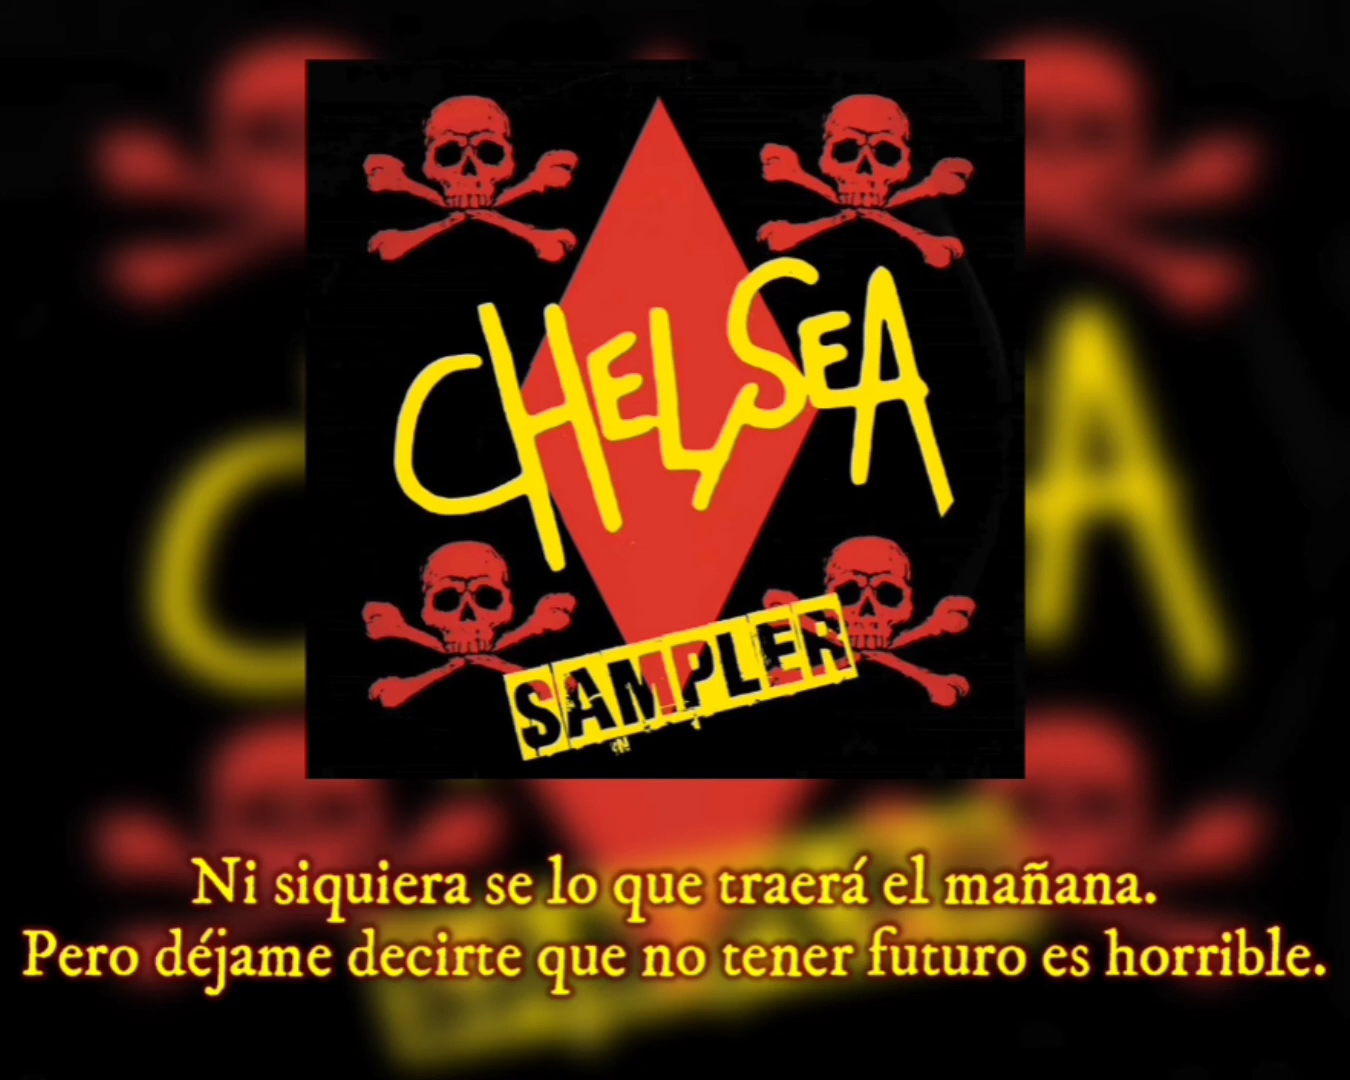 CHELSEA
SAMPLER
Ni siquiera se lo que traerá el mañana.
Pero déjame decirte que no tener futuro es horrible.